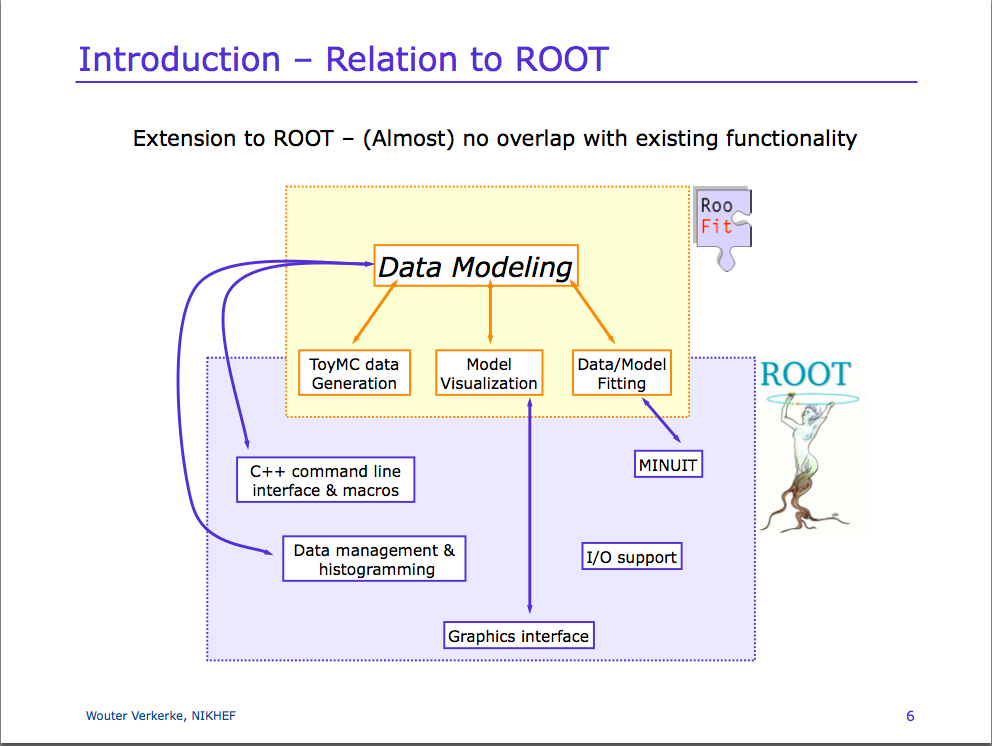 Introduction – Relation to ROOT
Extension to ROOT – (Almost) no overlap with existing functionality
Roo
Fit
Data Modeling
ToyMC data
Generation
Model
Visualization
Data/Model
Fitting
ROOT
C++ command line
interface & macros
MINUIT
Data management &
histogramming
I/O support
Graphics interface
Wouter Verkerke, NIKHEF
6